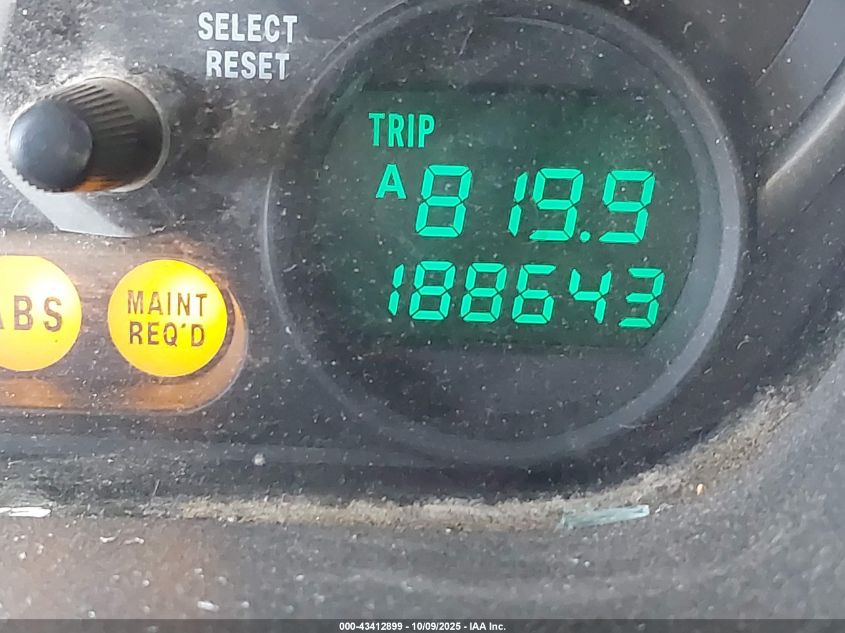 SELECT
RESET
TRIP
A 819.9
188643
ABS
MAINT
REQ'D
000-43412899 - 10/09/2025 - IAA Inc.